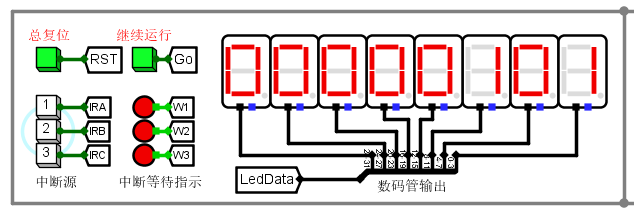 总复位 继续运行
RST Go
00000101
1 IRA W1
2 IRB W2
3 IRC W3
中断源 中断等待指示 数码管输出
LedData